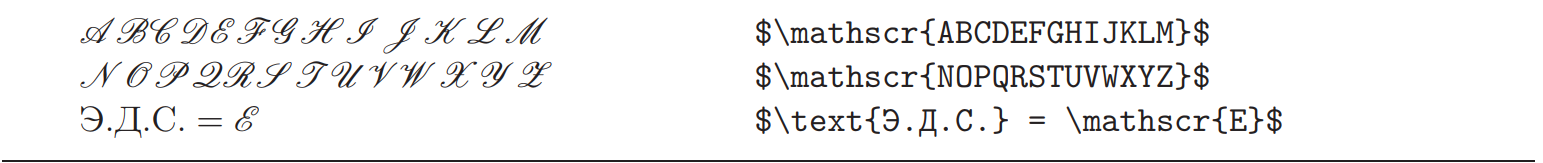 𝒜ℬ𝒞𝒟ℰℱ𝒢ℋℐ𝒥𝒦ℒℳ $\mathscr{ABCDEFGHIJKLM}$
𝒩𝒪𝒫𝒬ℛ𝒮𝒯𝒰𝒱𝒲𝒳𝒴𝒵 $\mathscr{NOPQRSTUVWXYZ}$
Э.Д.С. = ℰ $\text{Э.Д.С.} = \mathscr{E}$